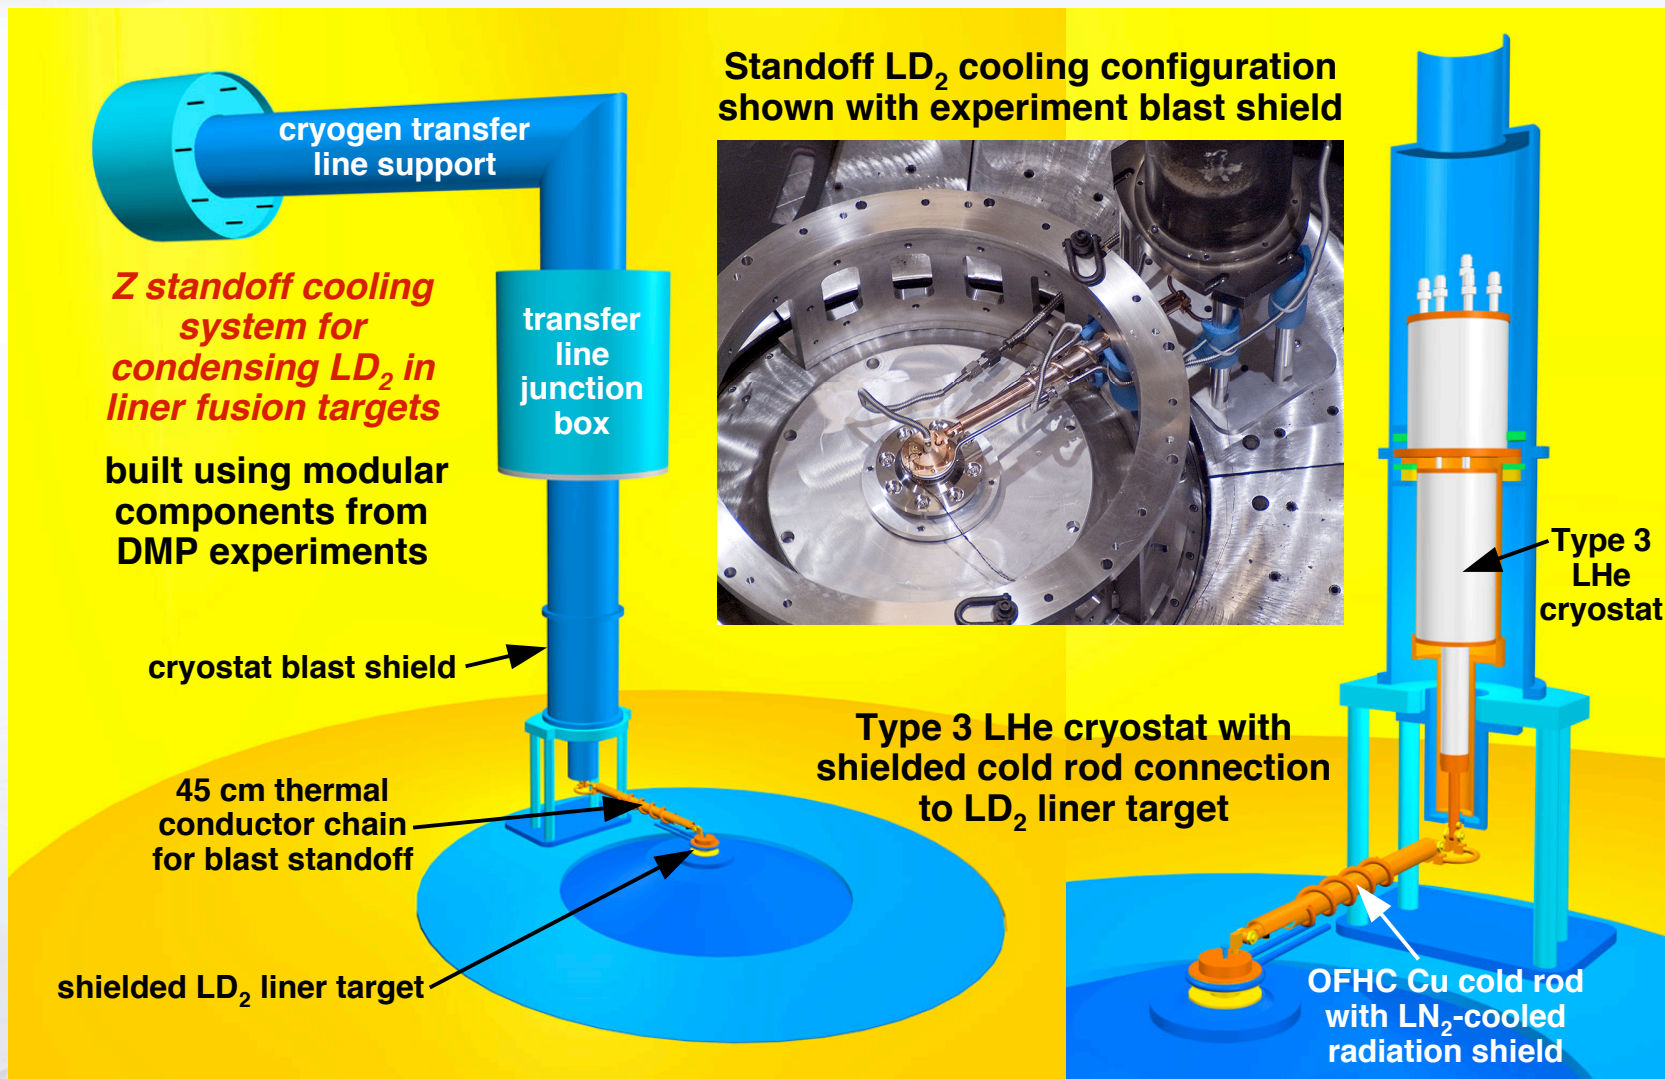 cryogen transfer
line support
Z standoff cooling
system for
condensing LD₂ in
liner fusion targets
built using modular
components from
DMP experiments
transfer
line
junction
box
cryostat blast shield
45 cm thermal
conductor chain
for blast standoff
shielded LD₂ liner target
Standoff LD₂ cooling configuration
shown with experiment blast shield
Type 3 LHe cryostat with
shielded cold rod connection
to LD₂ liner target
Type 3
LHe
cryostat
OFHC Cu cold rod
with LN₂-cooled
radiation shield